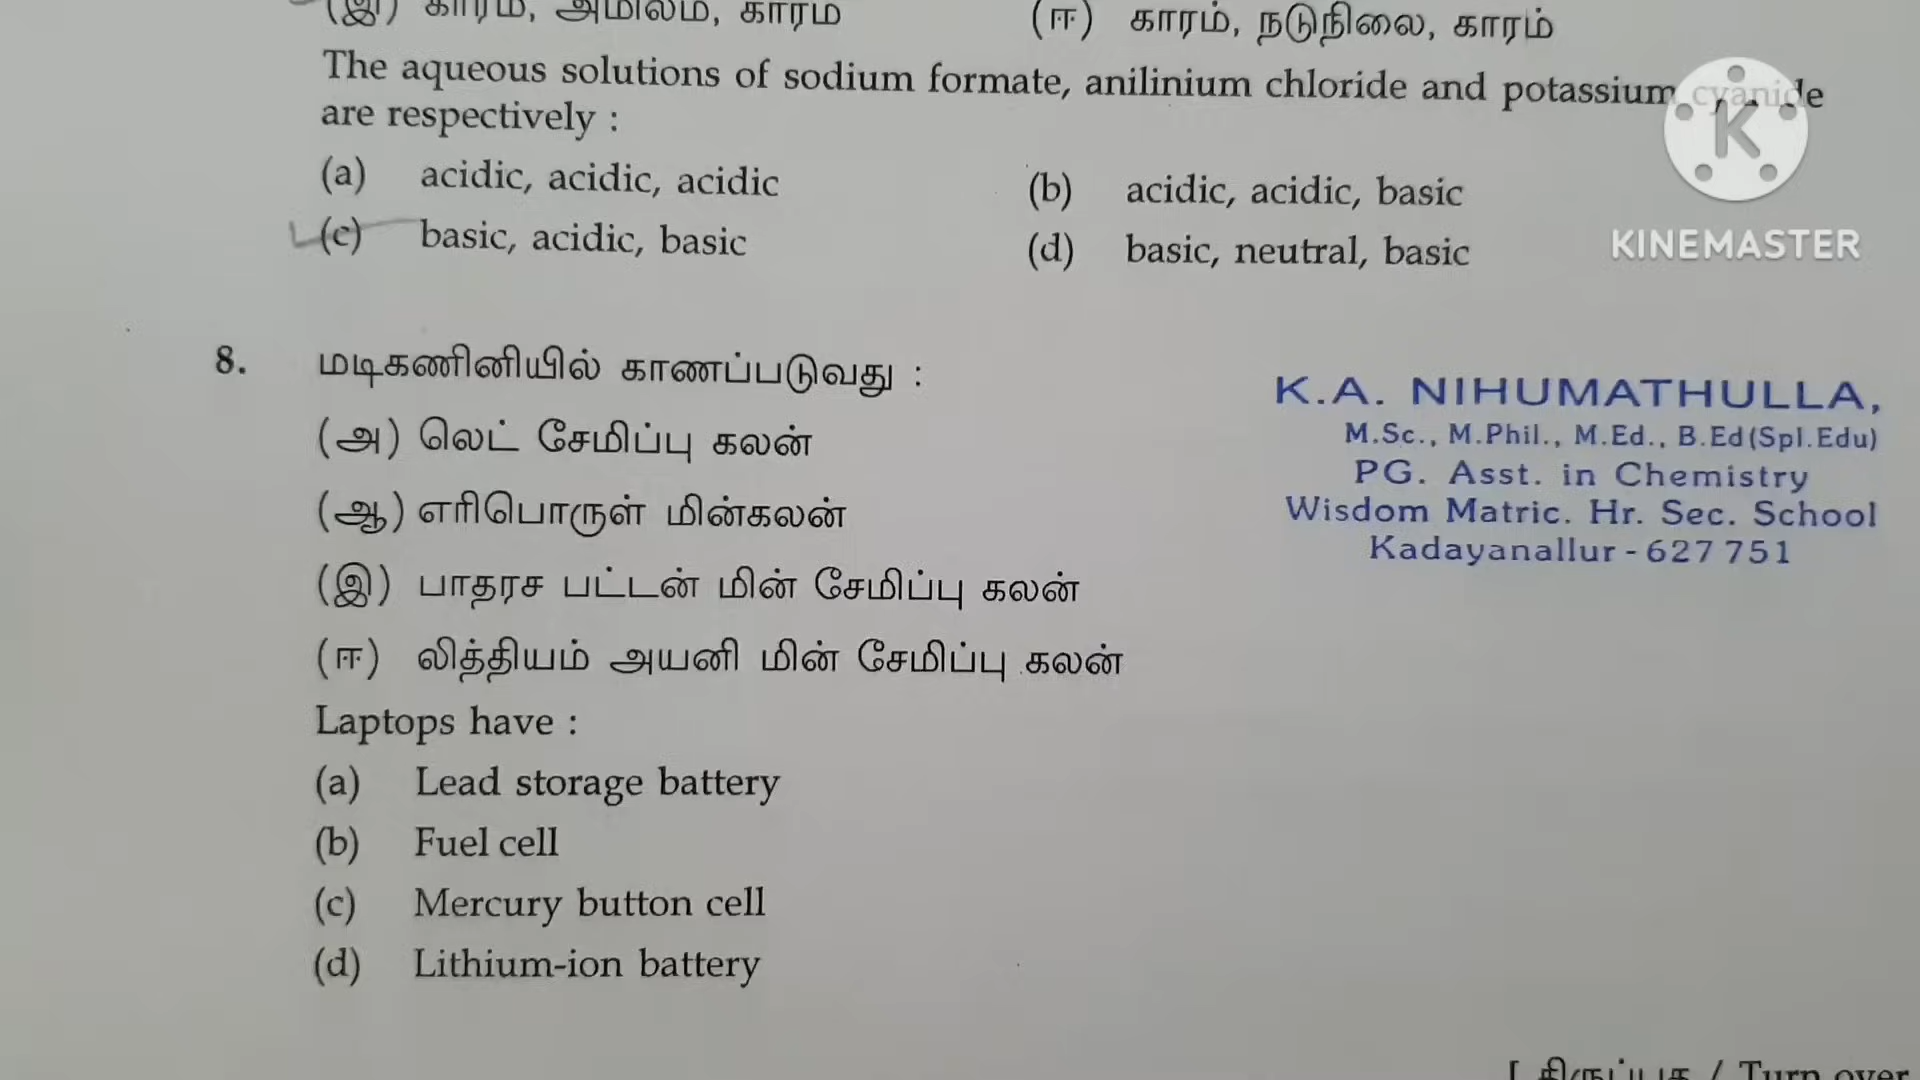 (இ) காரம், அமிலம், காரம்
(ஈ) காரம், நடுநிலை, காரம்
The aqueous solutions of sodium formate, anilinium chloride and potassium cyanide
are respectively :
(a) acidic, acidic, acidic
(b) acidic, acidic, basic
(c) basic, acidic, basic
(d) basic, neutral, basic
K
KINEMASTER
8. மடிகணினியில் காணப்படுவது :
(அ) லெட் சேமிப்பு கலன்
(ஆ) எரிபொருள் மின்கலன்
(இ) பாதரச பட்டன் மின் சேமிப்பு கலன்
(ஈ) லித்தியம் அயனி மின் சேமிப்பு கலன்
K.A. NIHUMATHULLA,
M.Sc., M.Phil., M.Ed., B.Ed(Spl.Edu)
PG. Asst. in Chemistry
Wisdom Matric. Hr. Sec. School
Kadayanallur - 627 751
Laptops have :
(a) Lead storage battery
(b) Fuel cell
(c) Mercury button cell
(d) Lithium-ion battery
[ திருப்புக / Turn over